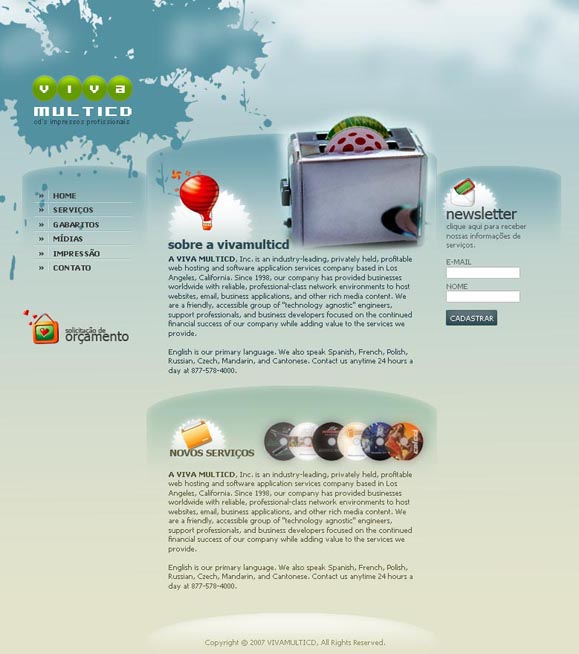 viva
MULTICD
cd's impressos profissionais
» HOME
» SERVIÇOS
» GABARITOS
» MÍDIAS
» IMPRESSÃO
» CONTATO
solicitação de
orçamento
sobre a vivamulticd
A VIVA MULTICD, Inc. is an industry-leading, privately held, profitable
web hosting and software application services company based in Los
Angeles, California. Since 1998, our company has provided businesses
worldwide with reliable, professional-class network environments to host
websites, email, business applications, and other rich media content. We
are a friendly, accessible group of "technology agnostic" engineers,
support professionals, and business developers focused on the continued
financial success of our company while adding value to the services we
provide.
English is our primary language. We also speak Spanish, French, Polish,
Russian, Czech, Mandarin, and Cantonese. Contact us anytime 24 hours a
day at 877-578-4000.
NOVOS SERVIÇOS
A VIVA MULTICD, Inc. is an industry-leading, privately held, profitable
web hosting and software application services company based in Los
Angeles, California. Since 1998, our company has provided businesses
worldwide with reliable, professional-class network environments to host
websites, email, business applications, and other rich media content. We
are a friendly, accessible group of "technology agnostic" engineers,
support professionals, and business developers focused on the continued
financial success of our company while adding value to the services we
provide.
English is our primary language. We also speak Spanish, French, Polish,
Russian, Czech, Mandarin, and Cantonese. Contact us anytime 24 hours a
day at 877-578-4000.
newsletter
clique aqui para receber
nossas informações de
serviços.
E-MAIL
NOME
CADASTRAR
Copyright © 2007 VIVAMULTICD, All Rights Reserved.